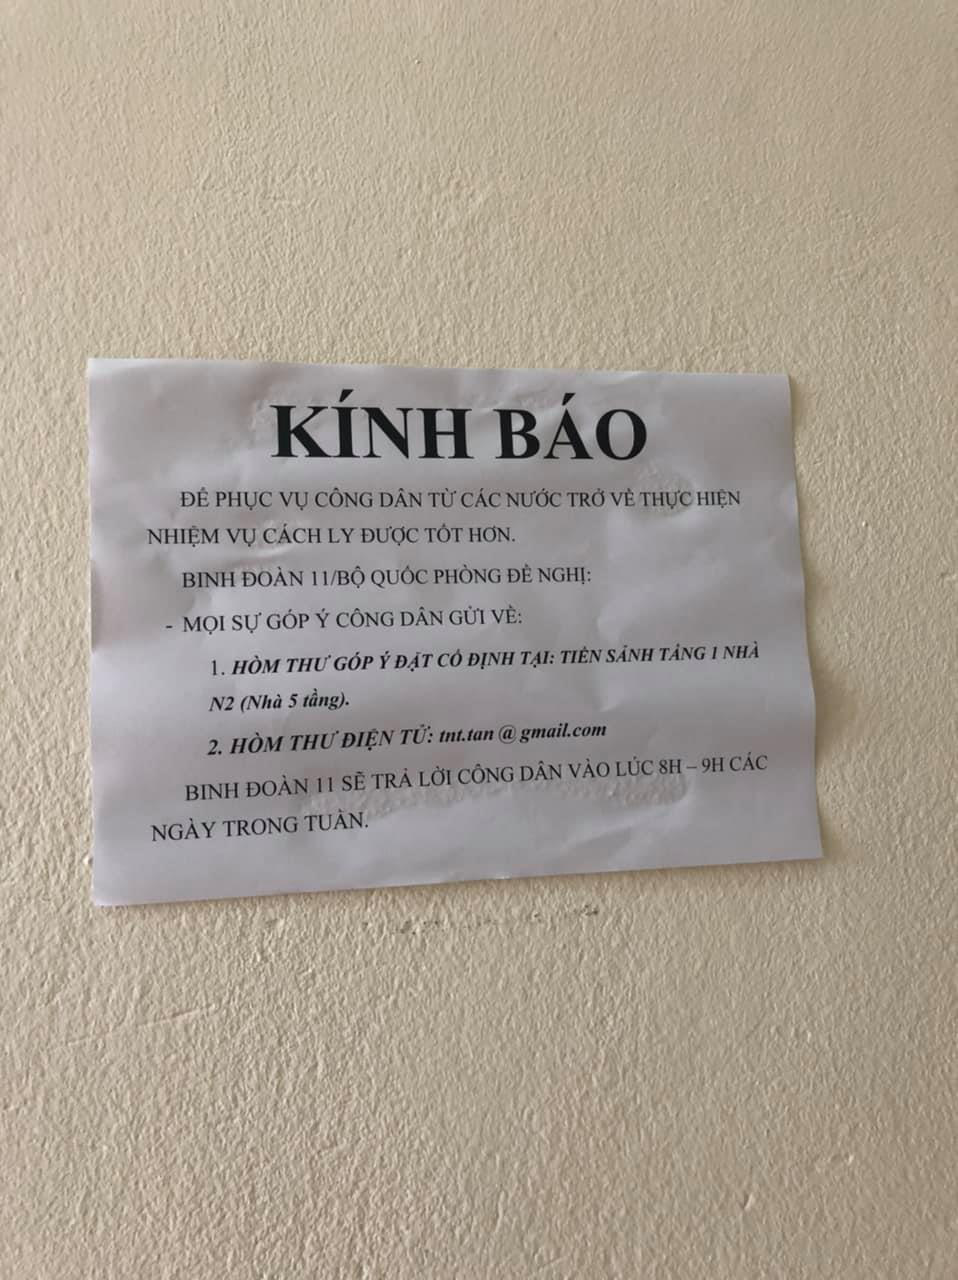 KÍNH BÁO
ĐỂ PHỤC VỤ CÔNG DÂN TỪ CÁC NƯỚC TRỞ VỀ THỰC HIỆN
NHIỆM VỤ CÁCH LY ĐƯỢC TỐT HƠN.
BINH ĐOÀN 11/BỘ QUỐC PHÒNG ĐỀ NGHỊ:
- MỌI SỰ GÓP Ý CÔNG DÂN GỬI VỀ:
1. HÒM THƯ GÓP Ý ĐẶT CỐ ĐỊNH TẠI: TIỀN SẢNH TẦNG 1 NHÀ
N2 (Nhà 5 tầng).
2. HÒM THƯ ĐIỆN TỬ: tnt.tan @ gmail.com
BINH ĐOÀN 11 SẼ TRẢ LỜI CÔNG DÂN VÀO LÚC 8H – 9H CÁC
NGÀY TRONG TUẦN.